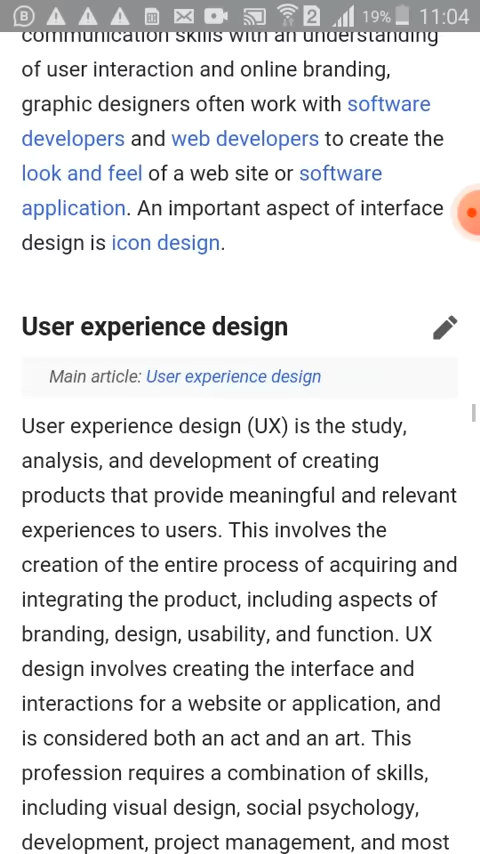 19% 11:04
communication skills with an understanding
of user interaction and online branding,
graphic designers often work with software
developers and web developers to create the
look and feel of a web site or software
application. An important aspect of interface
design is icon design.
User experience design
Main article: User experience design
User experience design (UX) is the study,
analysis, and development of creating
products that provide meaningful and relevant
experiences to users. This involves the
creation of the entire process of acquiring and
integrating the product, including aspects of
branding, design, usability, and function. UX
design involves creating the interface and
interactions for a website or application, and
is considered both an act and an art. This
profession requires a combination of skills,
including visual design, social psychology,
development, project management, and most